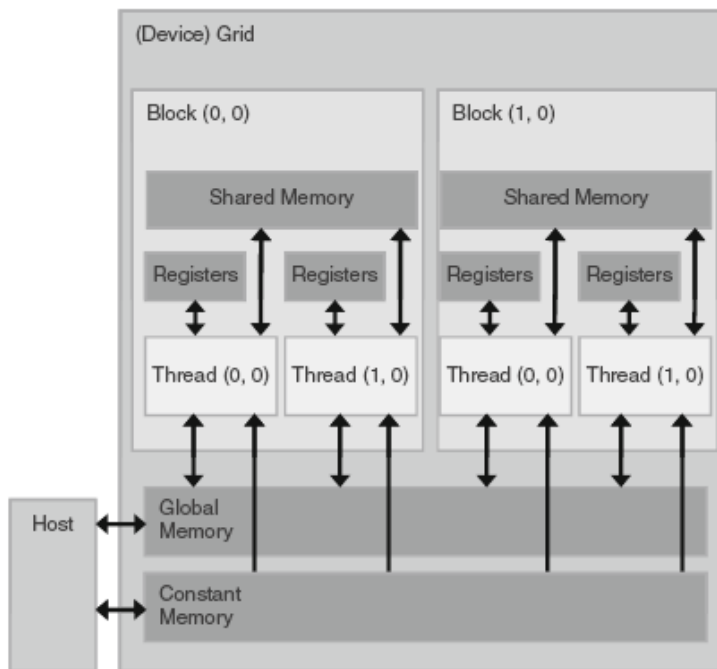 (Device) Grid
Block (0, 0)
Block (1, 0)
Shared Memory
Shared Memory
Registers
Registers
Registers
Registers
Thread (0, 0)
Thread (1, 0)
Thread (0, 0)
Thread (1, 0)
Host
Global
Memory
Constant
Memory